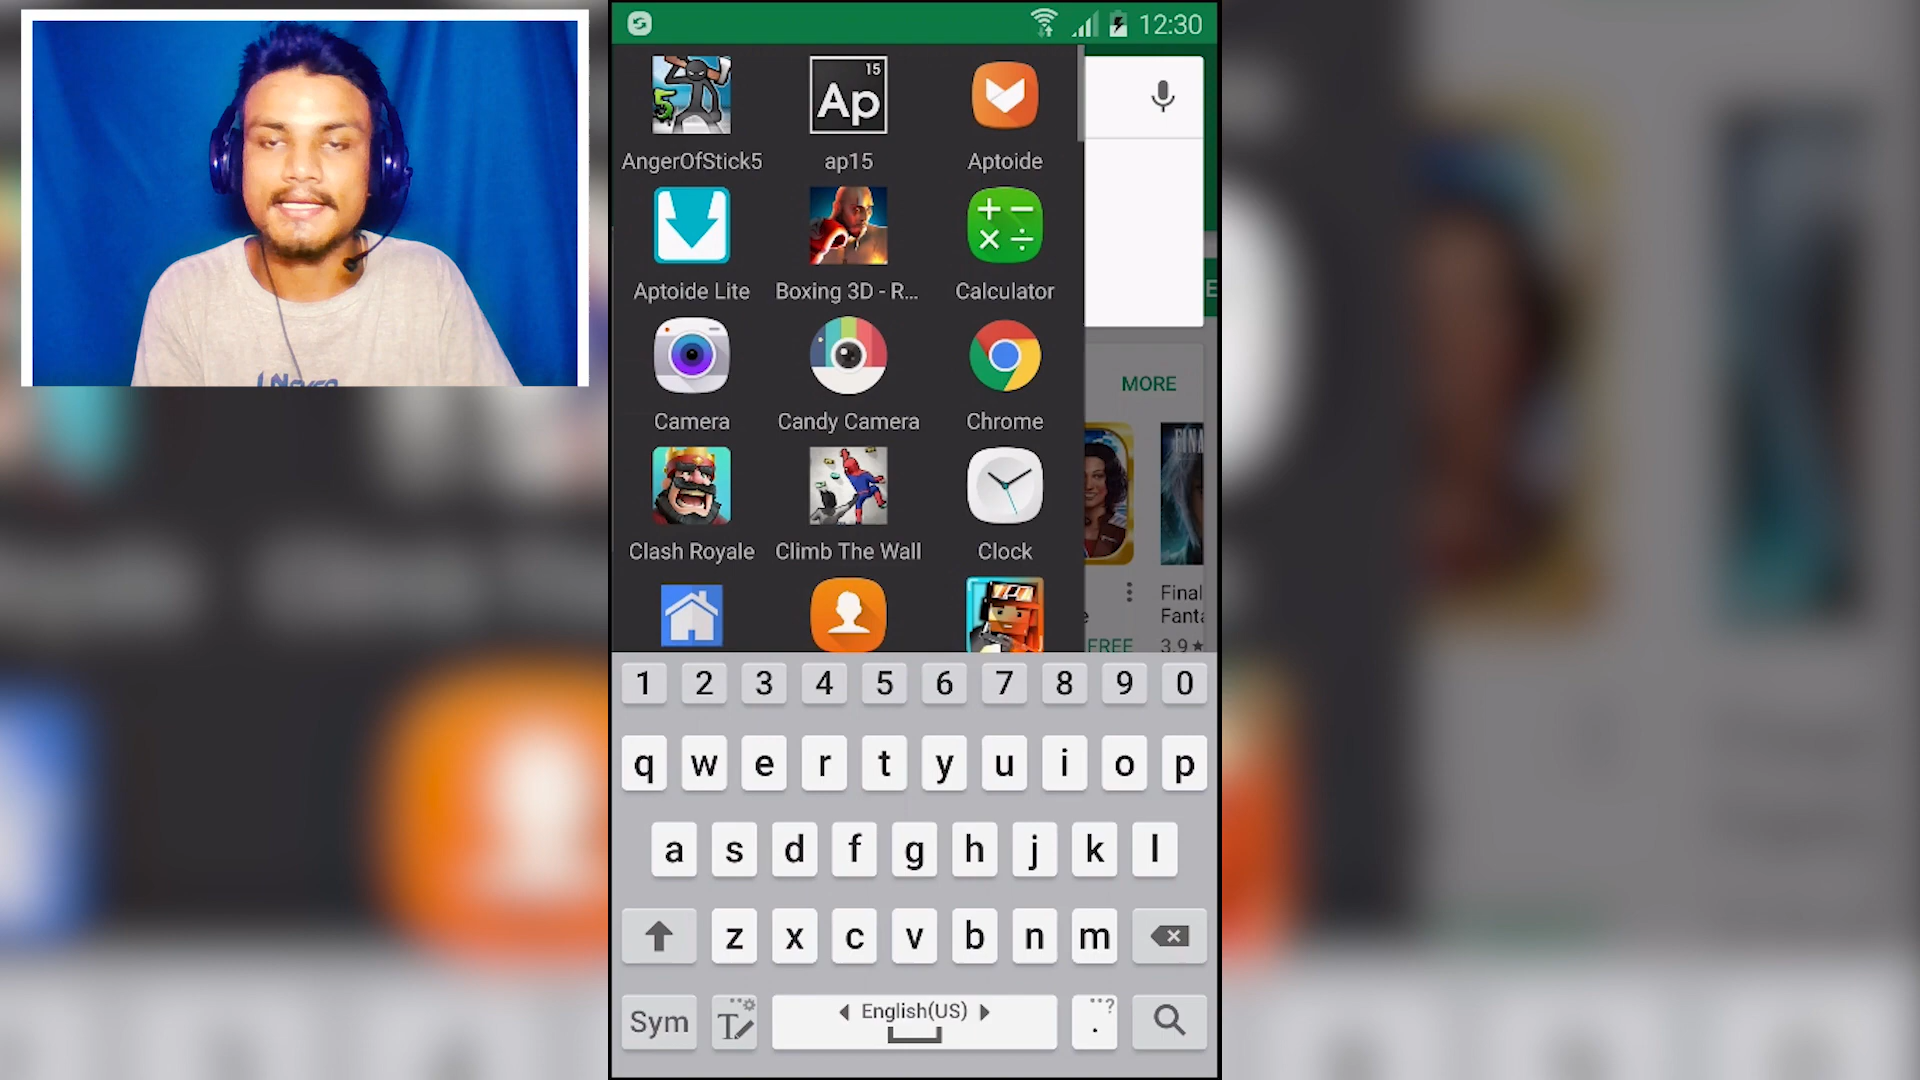 12:30
5
15
Ap
AngerOfStick5 ap15 Aptoide
Aptoide Lite Boxing 3D - R... Calculator
Camera Candy Camera Chrome
MORE
Clash Royale Climb The Wall Clock
Final
Fanta
FREE 3.9★
1 2 3 4 5 6 7 8 9 0
q w e r t y u i o p
a s d f g h j k l
z x c v b n m
Sym English(US) . ?